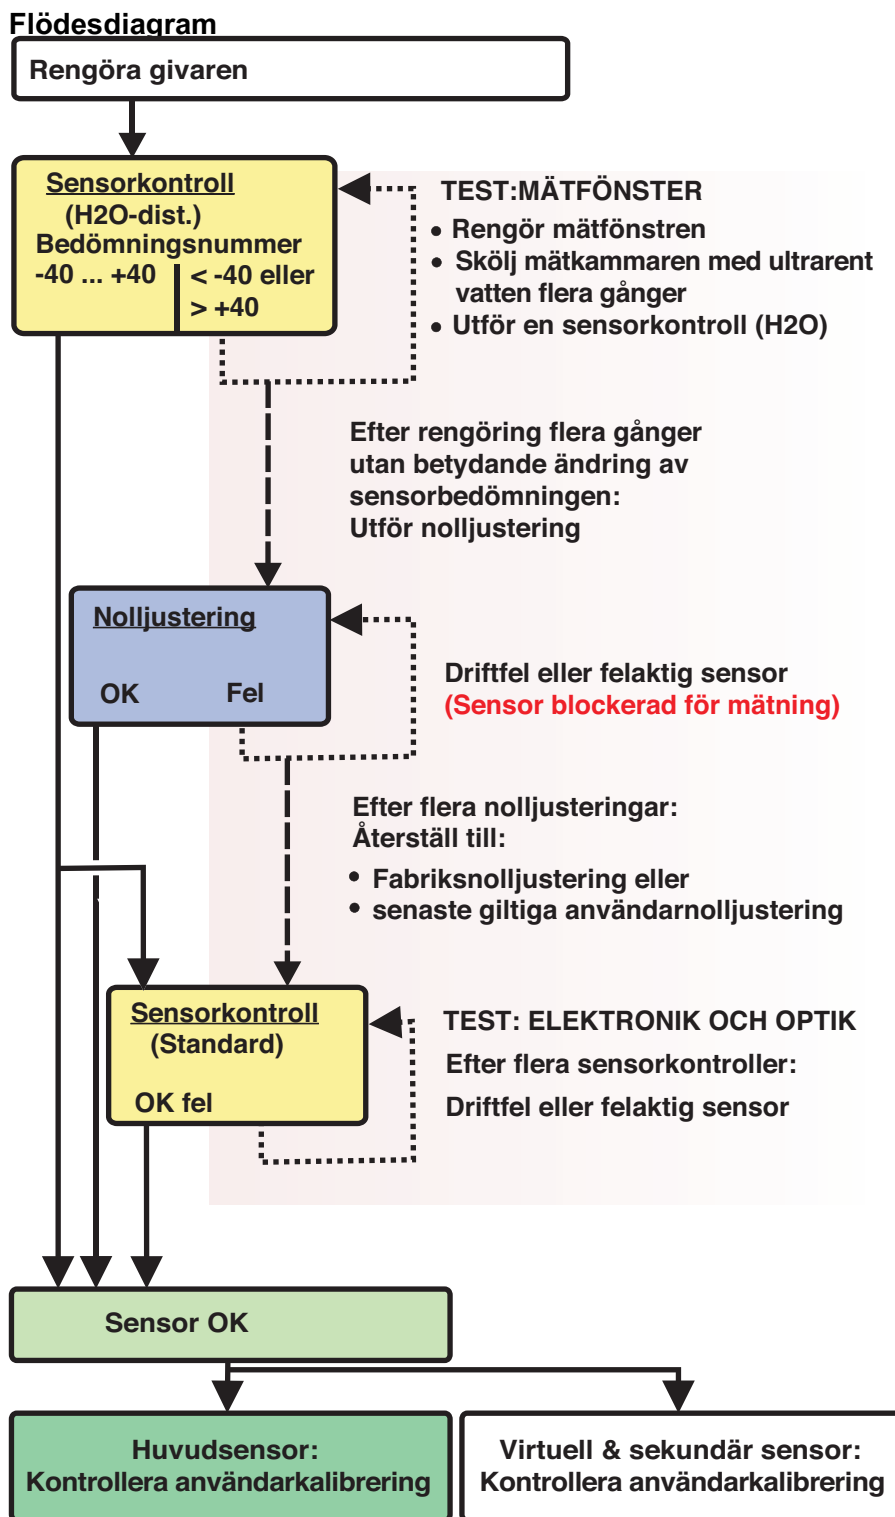 Flödesdiagram
Rengöra givaren
Sensorkontroll
(H2O-dist.)
Bedömningsnummer
-40 ... +40
< -40 eller
> +40
TEST:MÄTFÖNSTER
• Rengör mätfönstren
• Skölj mätkammaren med ultrarent
vatten flera gånger
• Utför en sensorkontroll (H2O)
Efter rengöring flera gånger
utan betydande ändring av
sensorbedömningen:
Utför nolljustering
Nolljustering
OK Fel
Driftfel eller felaktig sensor
(Sensor blockerad för mätning)
Efter flera nolljusteringar:
Återställ till:
• Fabriksnolljustering eller
• senaste giltiga användarnolljustering
Sensorkontroll
(Standard)
OK fel
TEST: ELEKTRONIK OCH OPTIK
Efter flera sensorkontroller:
Driftfel eller felaktig sensor
Sensor OK
Huvudsensor:
Kontrollera användarkalibrering
Virtuell & sekundär sensor:
Kontrollera användarkalibrering